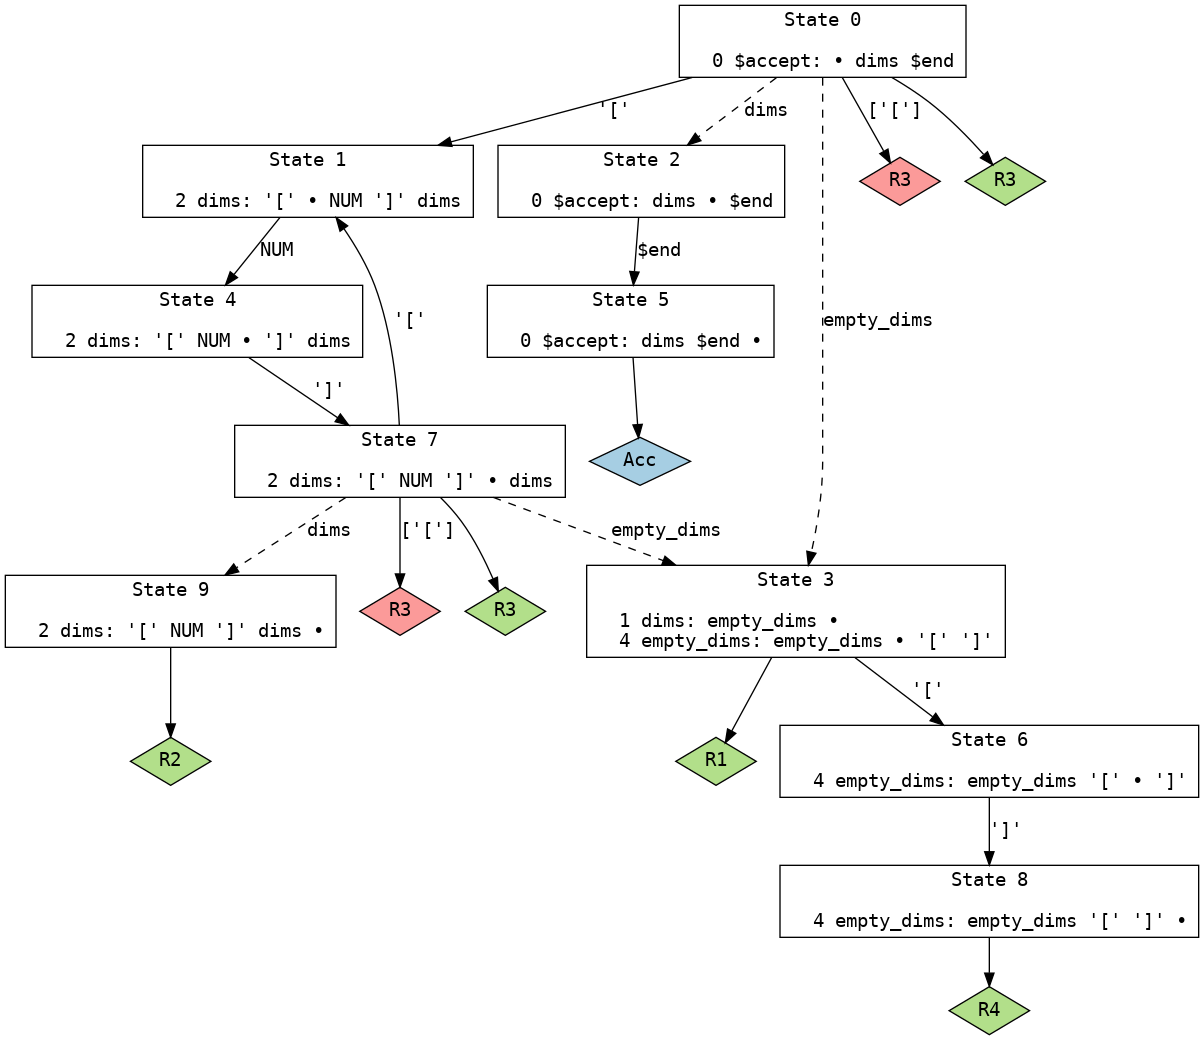 State 0
0 $accept: • dims $end
'['
dims
['[']
State 1
2 dims: '[' • NUM ']' dims
State 2
0 $accept: dims • $end
R3
R3
NUM
$end
State 4
2 dims: '[' NUM • ']' dims
'['
State 5
0 $accept: dims $end •
empty_dims
']'
State 7
2 dims: '[' NUM ']' • dims
Acc
dims
['[']
empty_dims
State 9
2 dims: '[' NUM ']' dims •
R3
R3
State 3
1 dims: empty_dims •
4 empty_dims: empty_dims • '[' ']'
'['
R2
R1
State 6
4 empty_dims: empty_dims '[' • ']'
']'
State 8
4 empty_dims: empty_dims '[' ']' •
R4